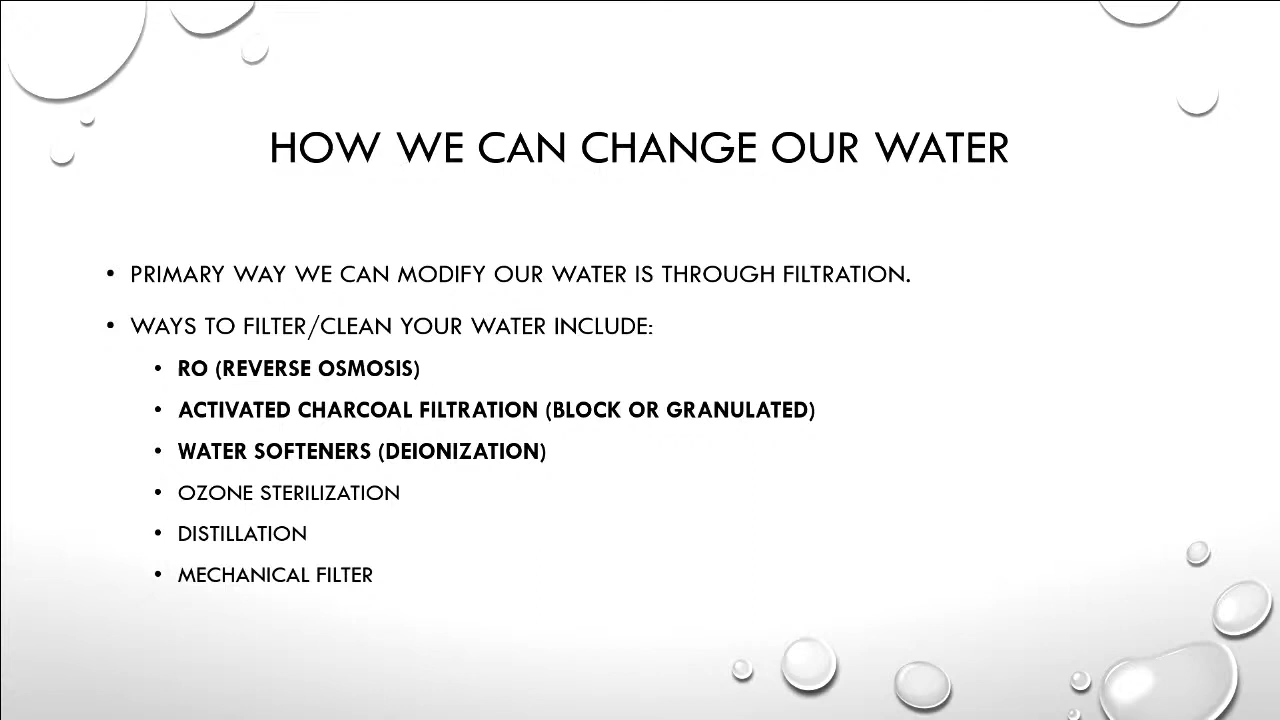 HOW WE CAN CHANGE OUR WATER
• PRIMARY WAY WE CAN MODIFY OUR WATER IS THROUGH FILTRATION.
• WAYS TO FILTER/CLEAN YOUR WATER INCLUDE:
• RO (REVERSE OSMOSIS)
• ACTIVATED CHARCOAL FILTRATION (BLOCK OR GRANULATED)
• WATER SOFTENERS (DEIONIZATION)
• OZONE STERILIZATION
• DISTILLATION
• MECHANICAL FILTER